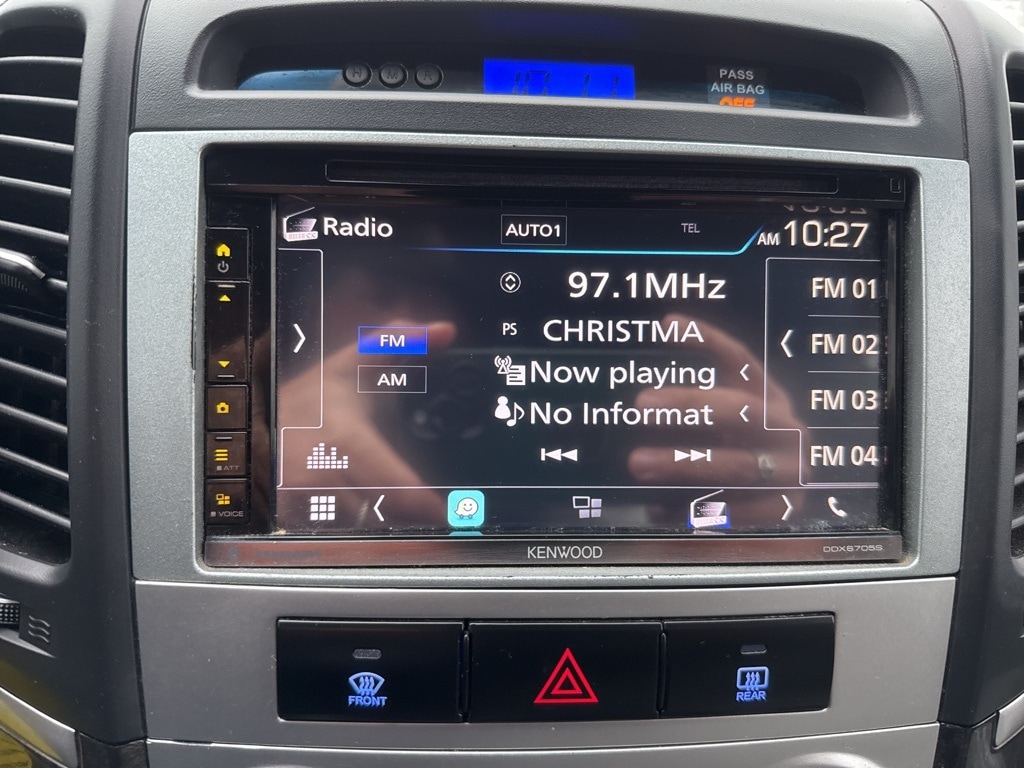 H M R
PASS
AIR BAG
OFF
Radio
AUTO1
TEL
AM 10:27
97.1MHz
FM 01
PS CHRISTMA
FM
FM 02
Now playing
AM
FM 03
No Informat
FM 04
ATT
VOICE
KENWOOD
DDX6705S
FRONT
REAR